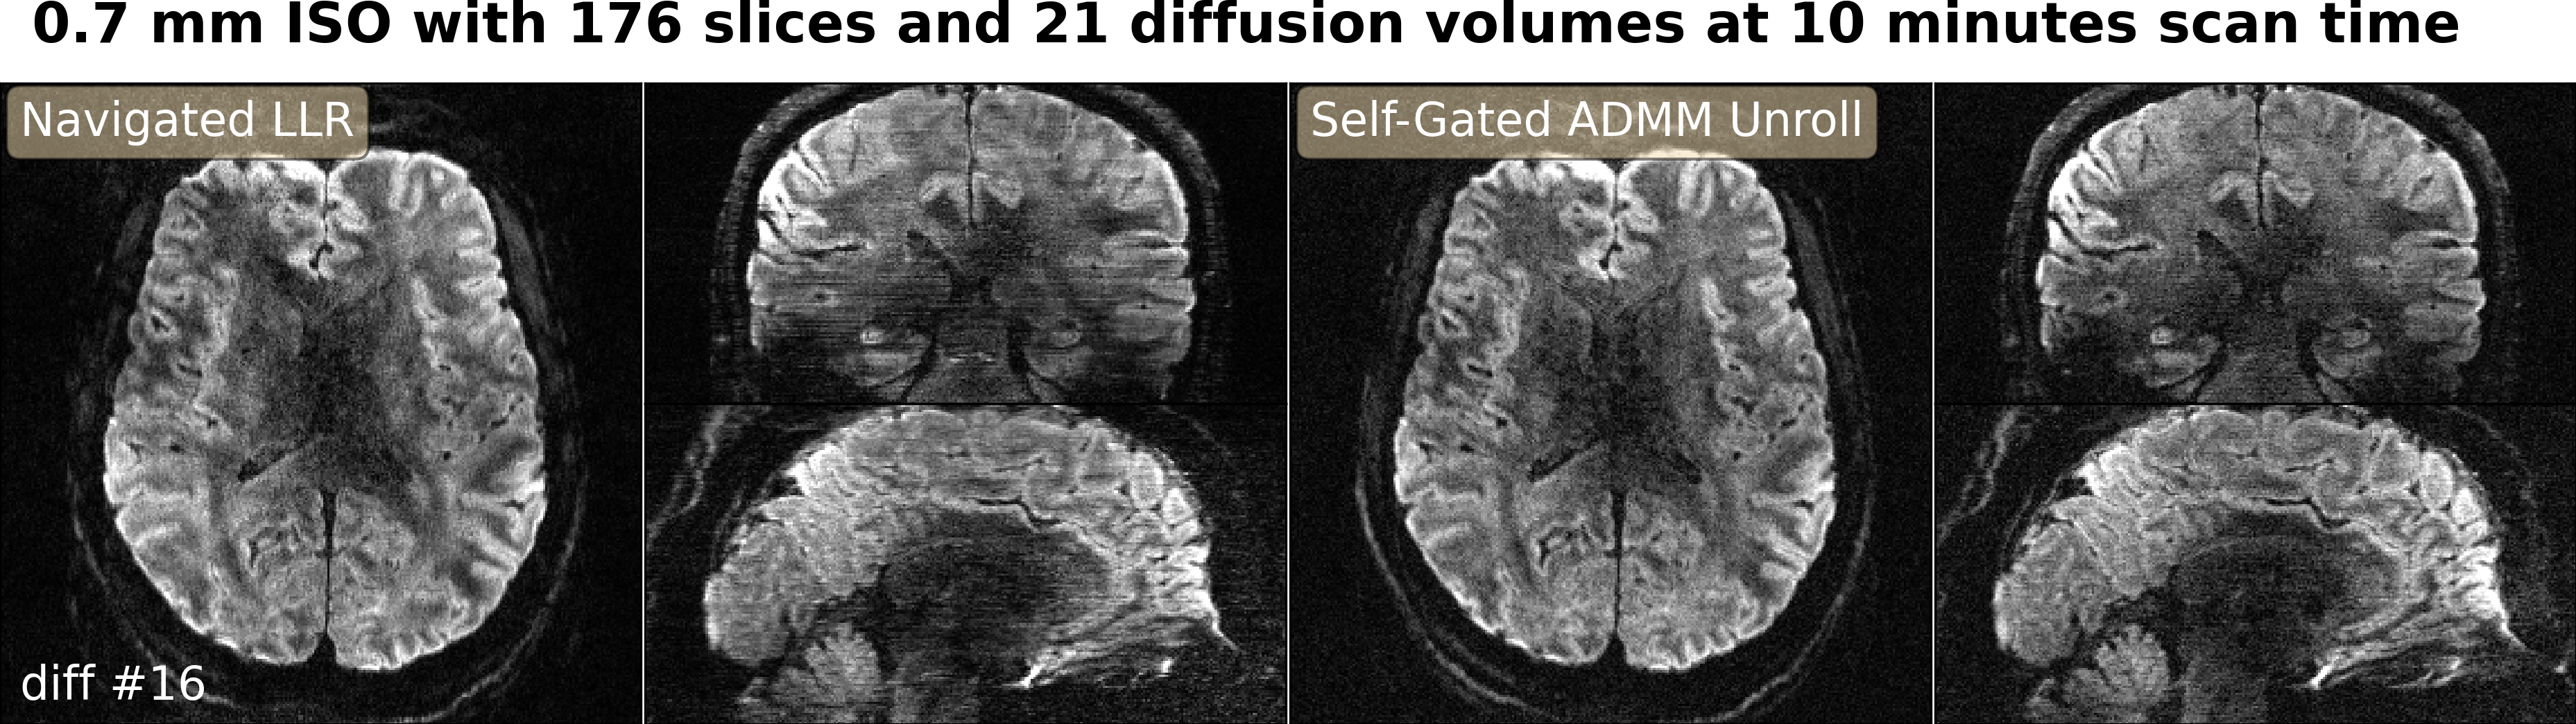 0.7 mm ISO with 176 slices and 21 diffusion volumes at 10 minutes scan time
Navigated LLR
Self-Gated ADMM Unroll
diff #16